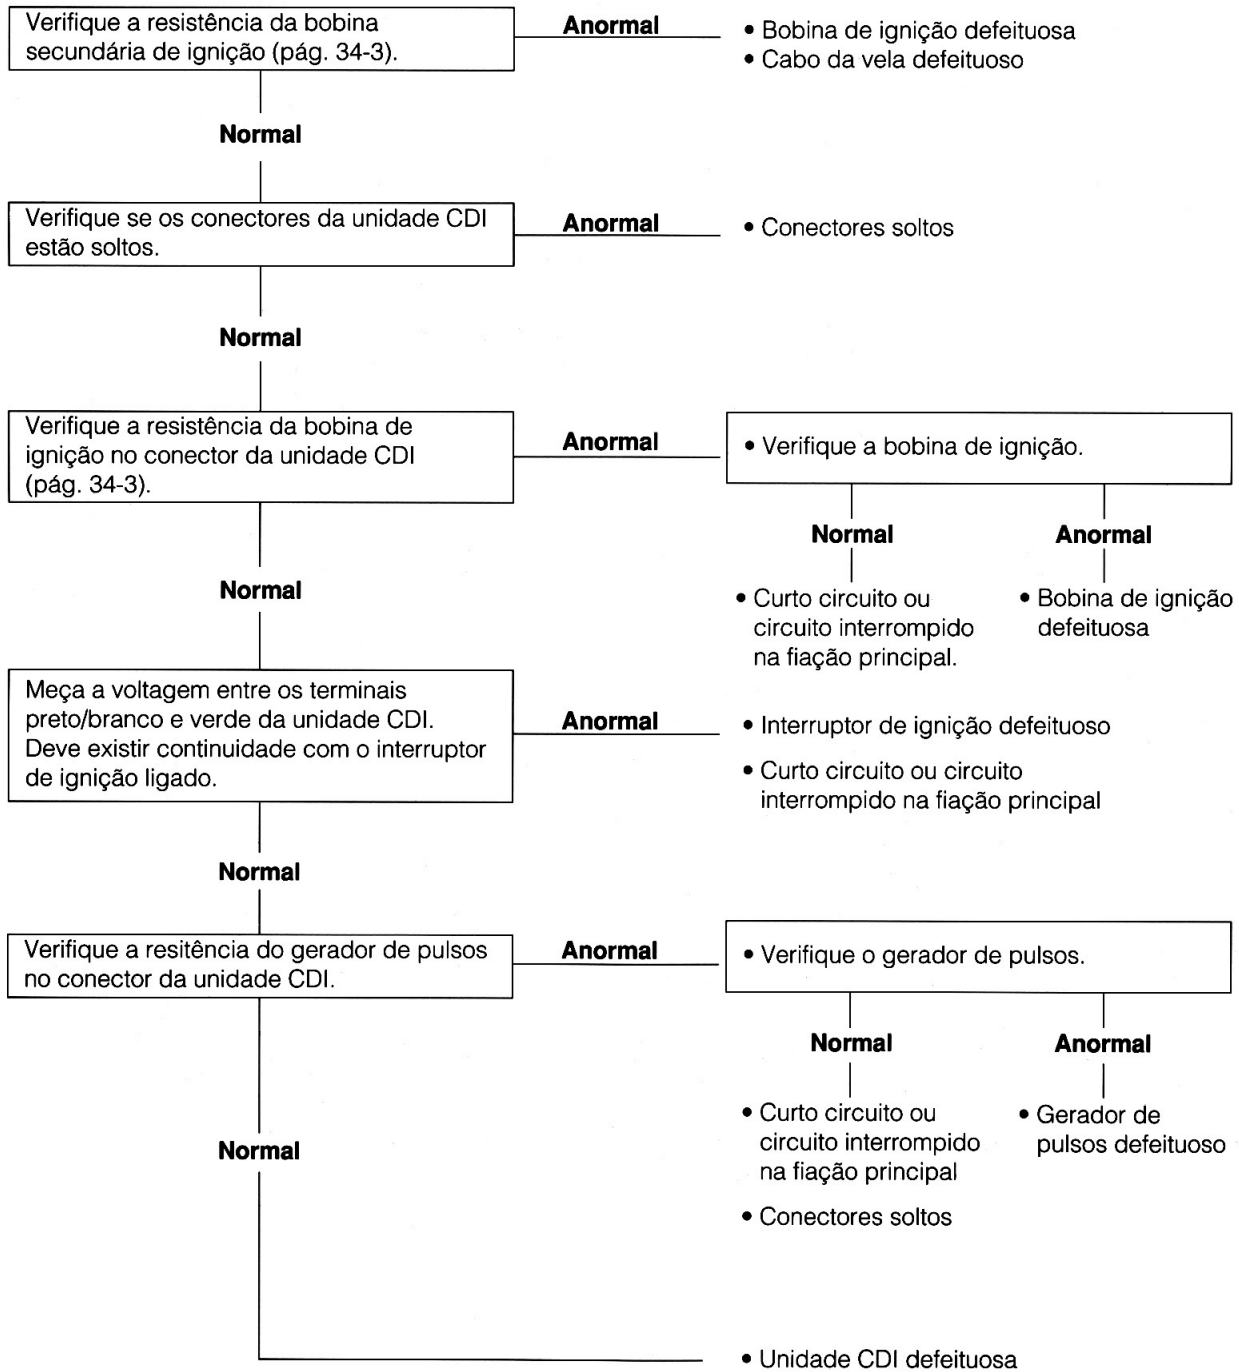 Verifique a resistência da bobina
secundária de ignição (pág. 34-3).
Anormal
• Bobina de ignição defeituosa
• Cabo da vela defeituoso
Normal
Verifique se os conectores da unidade CDI
estão soltos.
Anormal
• Conectores soltos
Normal
Verifique a resistência da bobina de
ignição no conector da unidade CDI
(pág. 34-3).
Anormal
• Verifique a bobina de ignição.
Normal
Anormal
• Curto circuito ou
circuito interrompido
na fiação principal.
• Bobina de ignição
defeituosa
Normal
Meça a voltagem entre os terminais
preto/branco e verde da unidade CDI.
Deve existir continuidade com o interruptor
de ignição ligado.
Anormal
• Interruptor de ignição defeituoso
• Curto circuito ou circuito
interrompido na fiação principal
Normal
Verifique a resitência do gerador de pulsos
no conector da unidade CDI.
Anormal
• Verifique o gerador de pulsos.
Normal
Anormal
• Curto circuito ou
circuito interrompido
na fiação principal
• Conectores soltos
• Gerador de
pulsos defeituoso
Normal
• Unidade CDI defeituosa